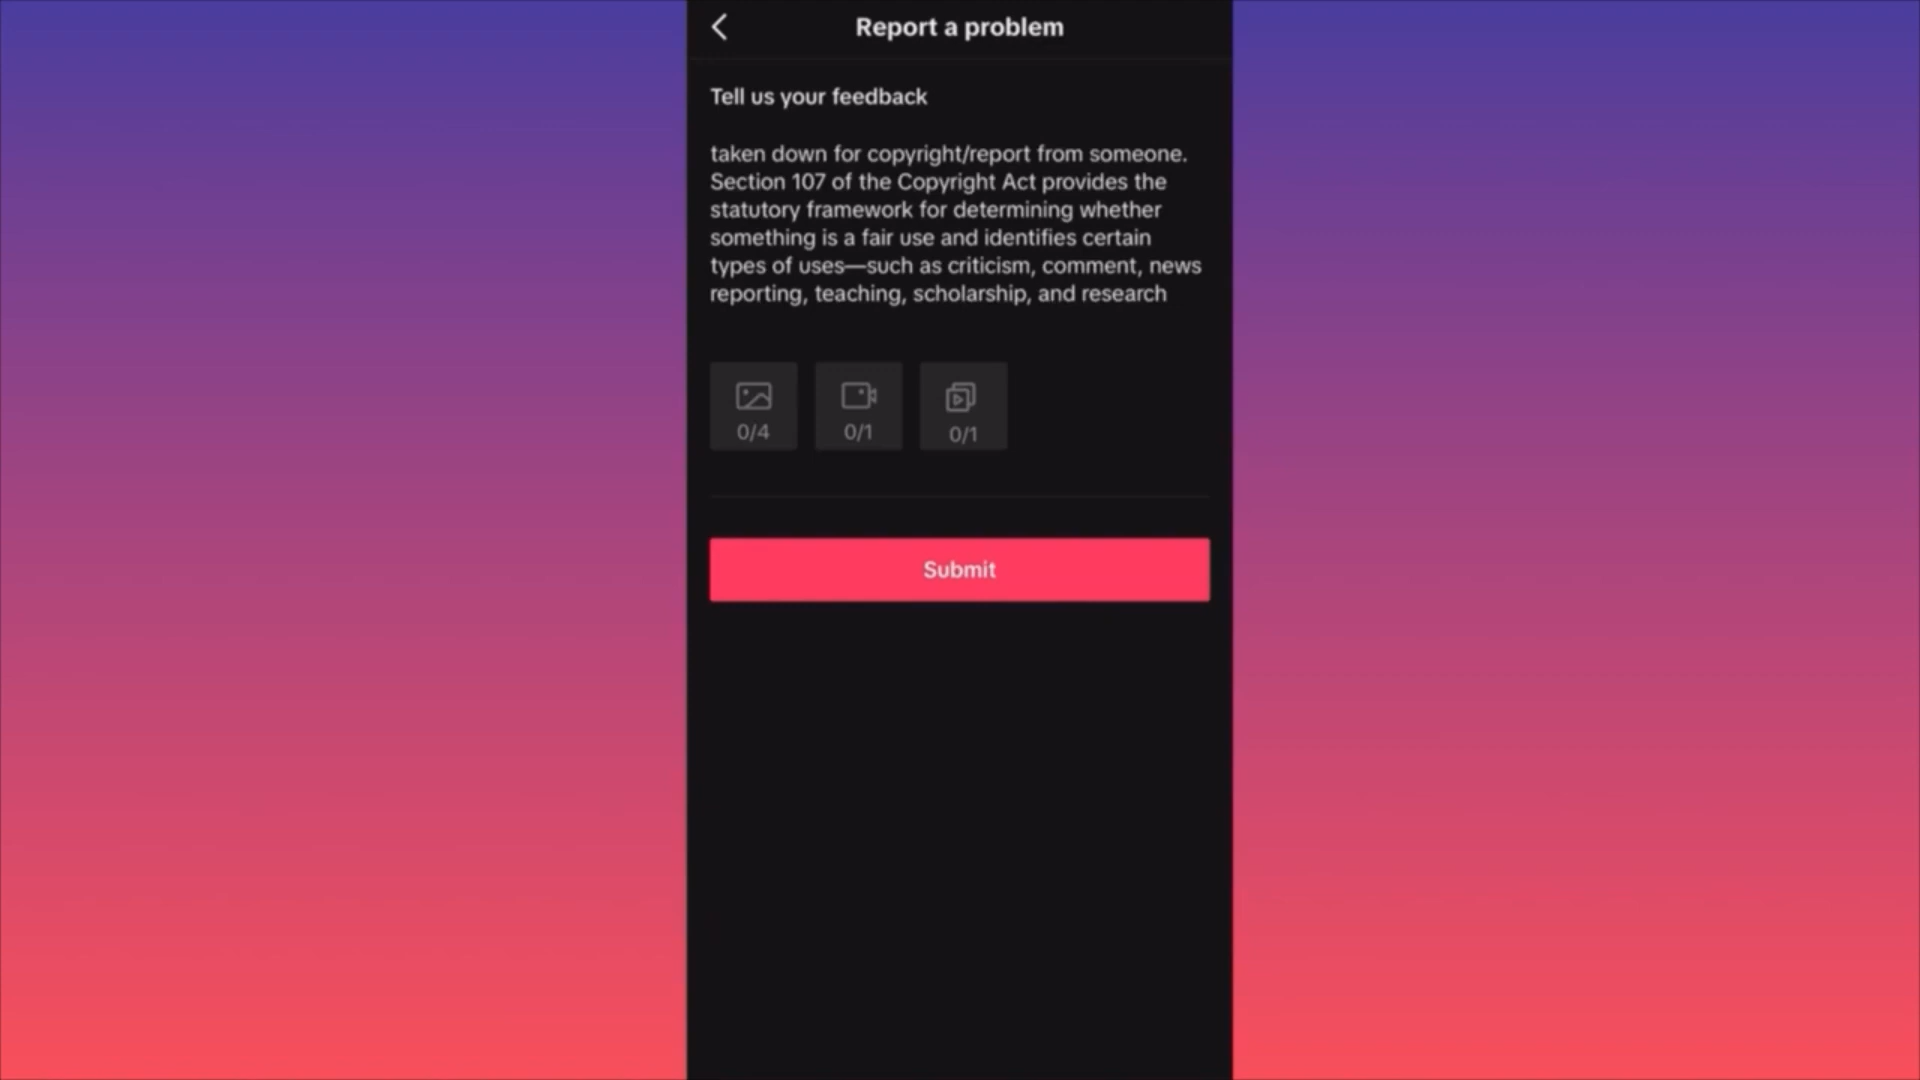 Report a problem
Tell us your feedback
taken down for copyright/report from someone.
Section 107 of the Copyright Act provides the
statutory framework for determining whether
something is a fair use and identifies certain
types of uses—such as criticism, comment, news
reporting, teaching, scholarship, and research
0/4 0/1 0/1
Submit